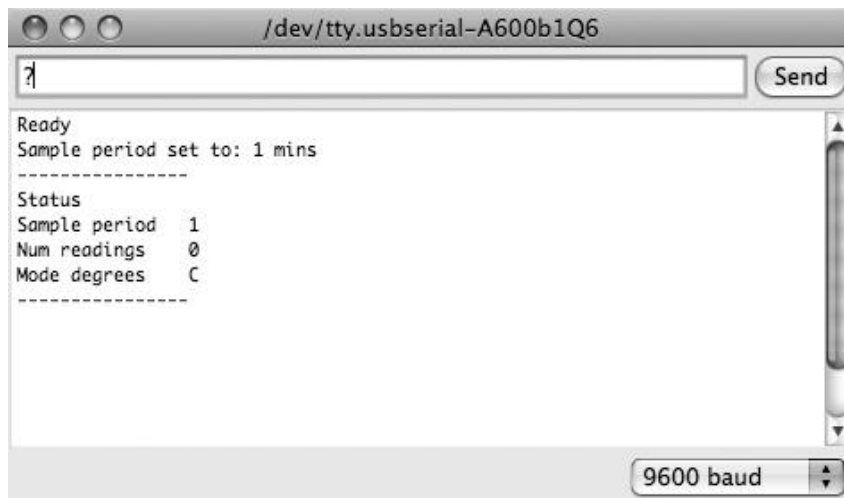 /dev/tty.usbserial-A600b1Q6
?
Send
Ready
Sample period set to: 1 mins
----------------
Status
Sample period   1
Num readings    0
Mode degrees    C
----------------
9600 baud